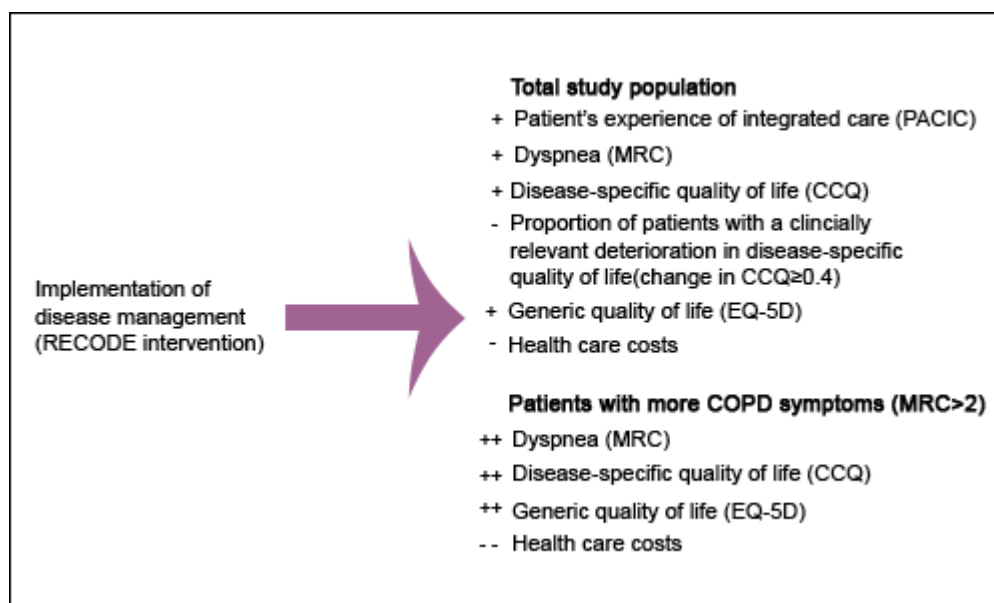 Implementation of
disease management
(RECODE intervention)
Total study population
+ Patient's experience of integrated care (PACIC)
+ Dyspnea (MRC)
+ Disease-specific quality of life (CCQ)
- Proportion of patients with a clincially
relevant deterioration in disease-specific
quality of life(change in CCQ≥0.4)
+ Generic quality of life (EQ-5D)
- Health care costs
Patients with more COPD symptoms (MRC>2)
++ Dyspnea (MRC)
++ Disease-specific quality of life (CCQ)
++ Generic quality of life (EQ-5D)
-- Health care costs